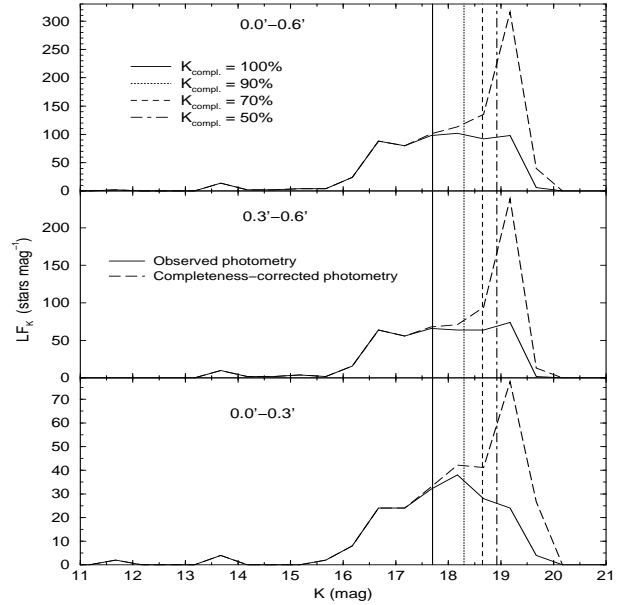 0.0'−0.6'
K_compl. = 100%
K_compl. = 90%
K_compl. = 70%
K_compl. = 50%
300
250
200
150
100
50
0
0.3'−0.6'
Observed photometry
Completeness−corrected photometry
200
150
100
50
0
LF_K (stars mag⁻¹)
0.0'−0.3'
70
60
50
40
30
20
10
0
11 12 13 14 15 16 17 18 19 20 21
K (mag)